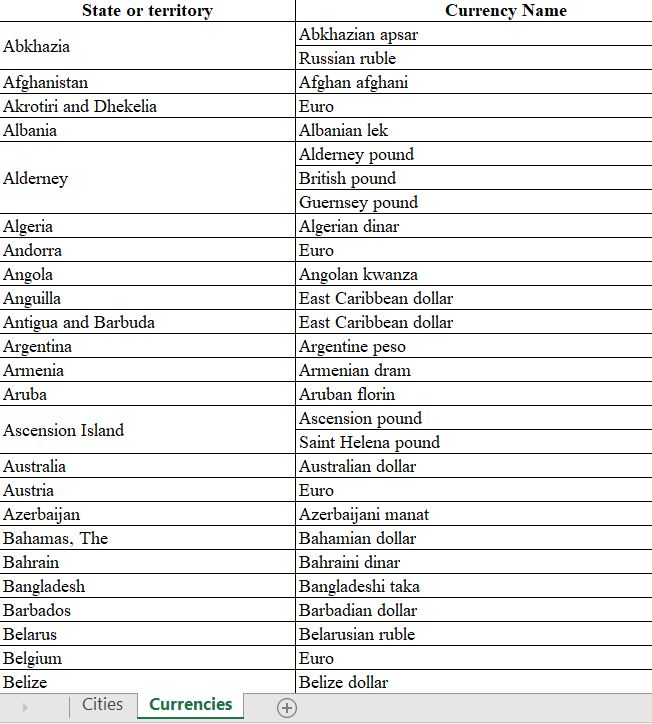 State or territory Currency Name
Abkhazia Abkhazian apsar
Russian ruble
Afghanistan Afghan afghani
Akrotiri and Dhekelia Euro
Albania Albanian lek
Alderney Alderney pound
British pound
Guernsey pound
Algeria Algerian dinar
Andorra Euro
Angola Angolan kwanza
Anguilla East Caribbean dollar
Antigua and Barbuda East Caribbean dollar
Argentina Argentine peso
Armenia Armenian dram
Aruba Aruban florin
Ascension Island Ascension pound
Saint Helena pound
Australia Australian dollar
Austria Euro
Azerbaijan Azerbaijani manat
Bahamas, The Bahamian dollar
Bahrain Bahraini dinar
Bangladesh Bangladeshi taka
Barbados Barbadian dollar
Belarus Belarusian ruble
Belgium Euro
Belize Belize dollar
Cities Currencies